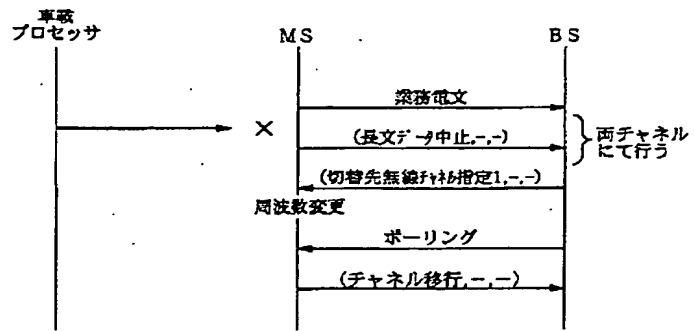 車載
プロセッサ
MS
BS
業務電文
×
(長文データ中止,-,-)
両チャネル
にて行う
(切替先無線チャネル指定1,-,-)
周波数変更
ポーリング
(チャネル移行,-,-)